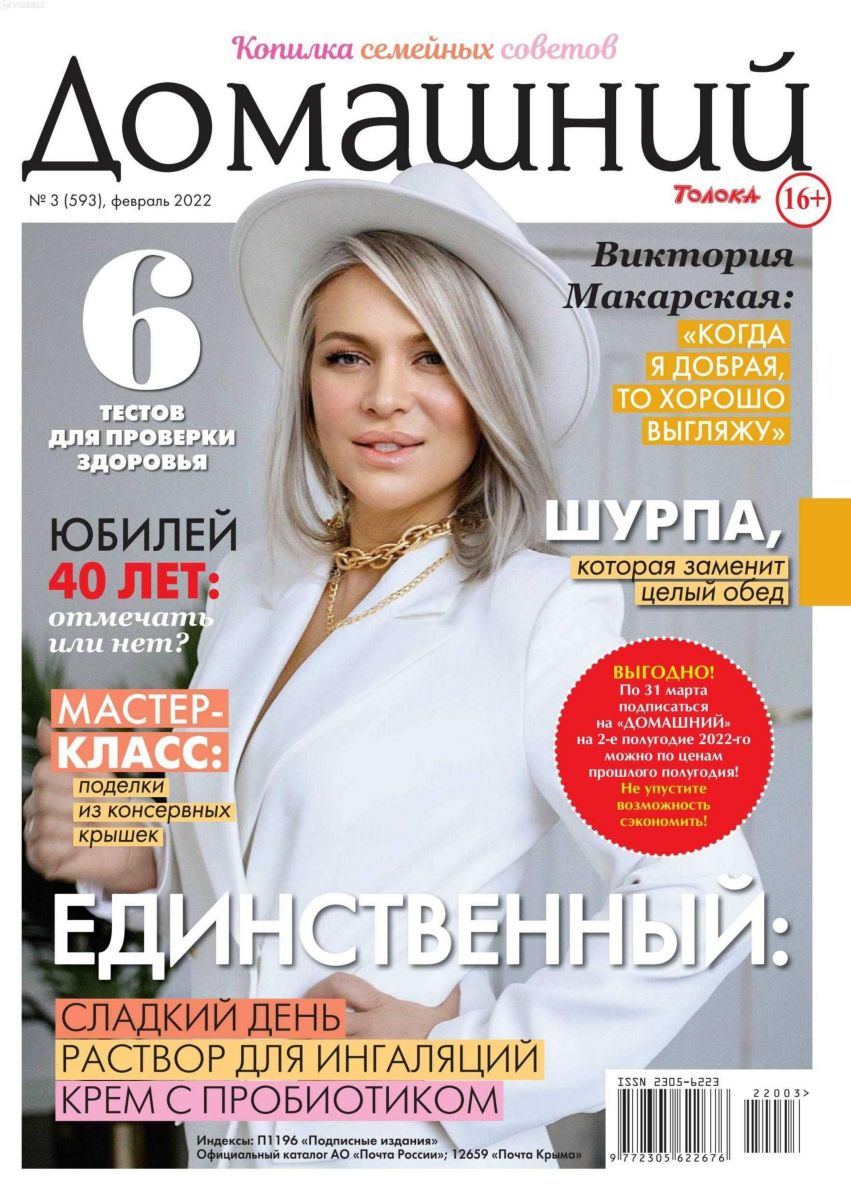 Копилка семейных советов
Домашний
№ 3 (593), февраль 2022
Толока
16+
6
ТЕСТОВ
ДЛЯ ПРОВЕРКИ
ЗДОРОВЬЯ
Виктория
Макарская:
«КОГДА
Я ДОБРАЯ,
ТО ХОРОШО
ВЫГЛЯЖУ»
ЮБИЛЕЙ
40 ЛЕТ:
отмечать
или нет?
ШУРПА,
которая заменит
целый обед
МАСТЕР-
КЛАСС:
поделки
из консервных
крышек
ВЫГОДНО!
По 31 марта
подписаться
на «ДОМАШНИЙ»
на 2-е полугодие 2022-го
можно по ценам
прошлого полугодия!
Не упустите
возможность
сэкономить!
ЕДИНСТВЕННЫЙ:
СЛАДКИЙ ДЕНЬ
РАСТВОР ДЛЯ ИНГАЛЯЦИЙ
КРЕМ С ПРОБИОТИКОМ
Индексы: П1196 «Подписные издания»
Официальный каталог АО «Почта России»; 12659 «Почта Крыма»
ISSN 2305-6223
22003>
9 772305 622676